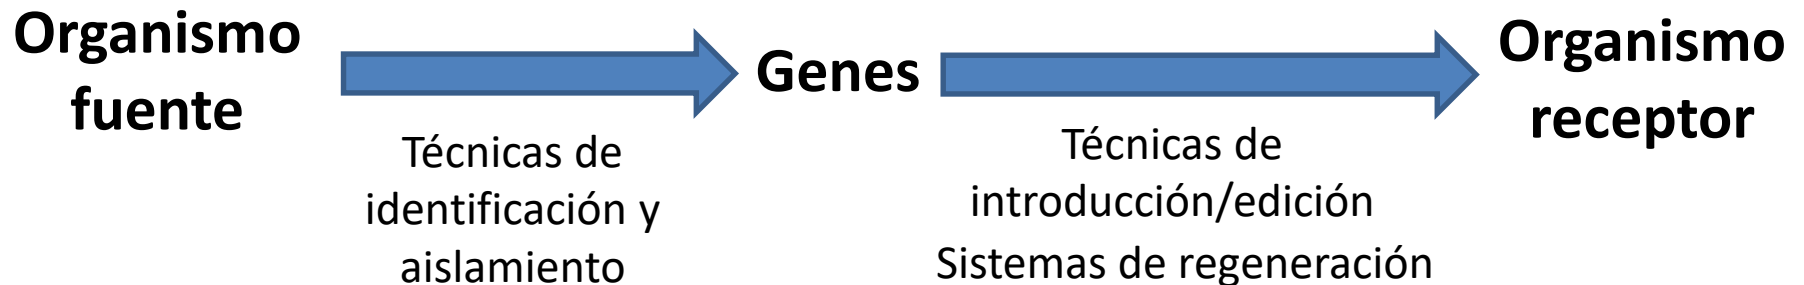 Organismo
fuente
Técnicas de
identificación y
aislamiento
Genes
Técnicas de
introducción/edición
Sistemas de regeneración
Organismo
receptor